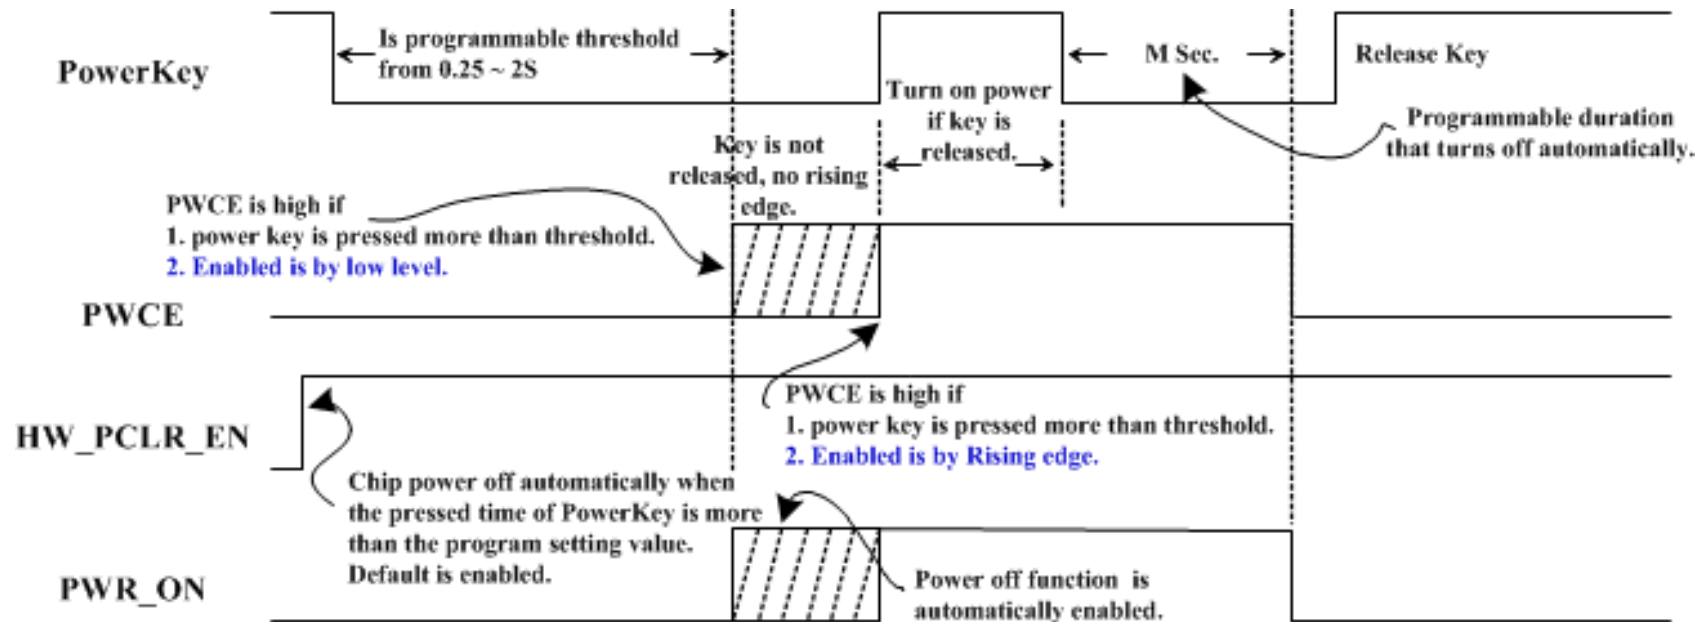 PowerKey
Is programmable threshold
from 0.25 ~ 2S
M Sec.
Release Key
Turn on power
if key is
released.
Programmable duration
that turns off automatically.
Key is not
released, no rising
edge.
PWCE is high if
1. power key is pressed more than threshold.
2. Enabled is by low level.
PWCE
PWCE is high if
1. power key is pressed more than threshold.
2. Enabled is by Rising edge.
HW_PCLR_EN
Chip power off automatically when
the pressed time of PowerKey is more
than the program setting value.
Default is enabled.
PWR_ON
Power off function is
automatically enabled.